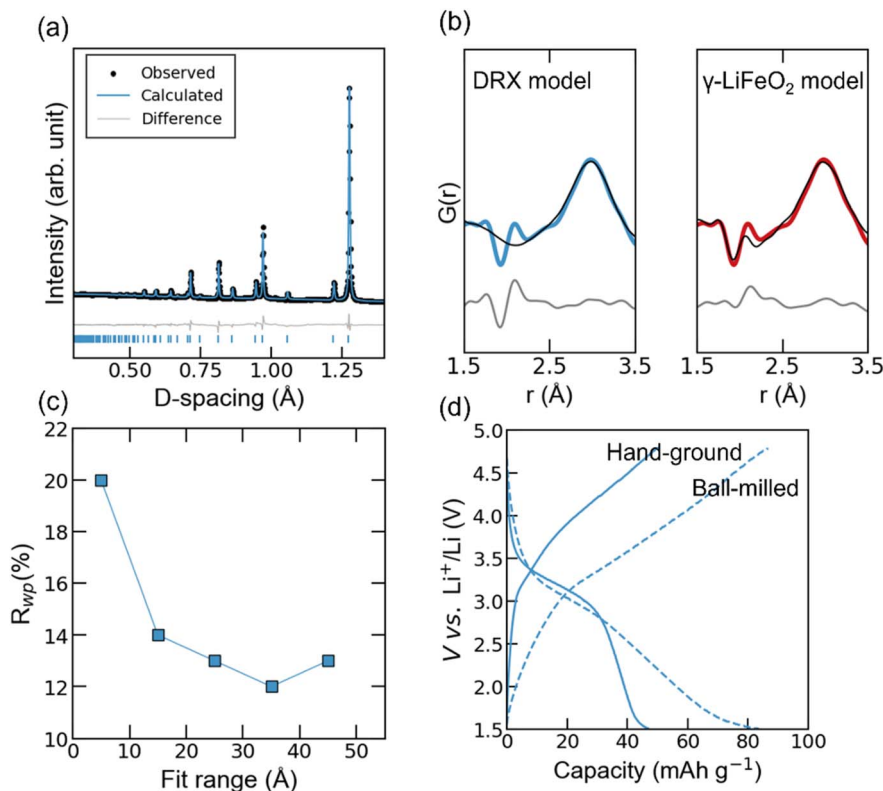 (a)
Observed
Calculated
Difference
Intensity (arb. unit)
0.50 0.75 1.00 1.25
D-spacing (Å)
(b)
DRX model
γ-LiFeO₂ model
G(r)
1.5 2.5 3.5
r (Å)
1.5 2.5 3.5
r (Å)
(c)
20
18
16
14
12
10
R_wp(%)
0 10 20 30 40 50
Fit range (Å)
(d)
5.0
4.5
4.0
3.5
3.0
2.5
2.0
1.5
V vs. Li⁺/Li (V)
Hand-ground
Ball-milled
0 20 40 60 80 100
Capacity (mAh g⁻¹)